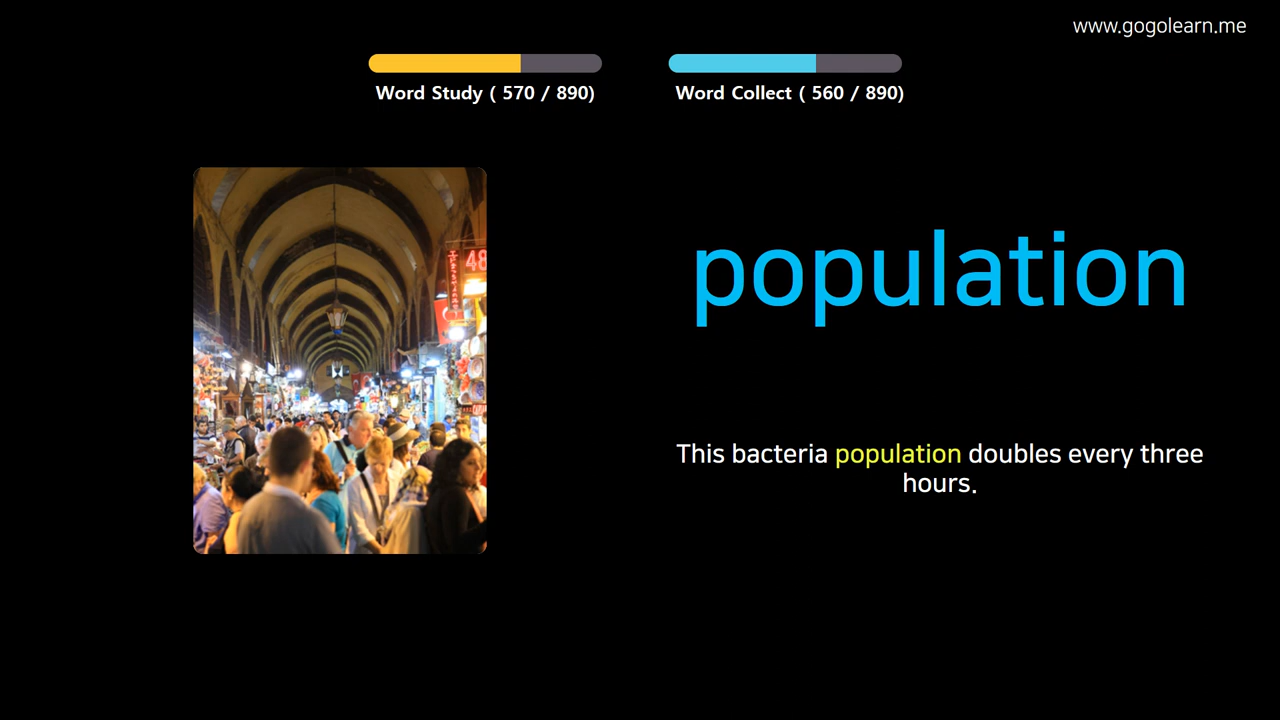 www.gogolearn.me
Word Study ( 570 / 890)
Word Collect ( 560 / 890)
48
population
This bacteria population doubles every three
hours.